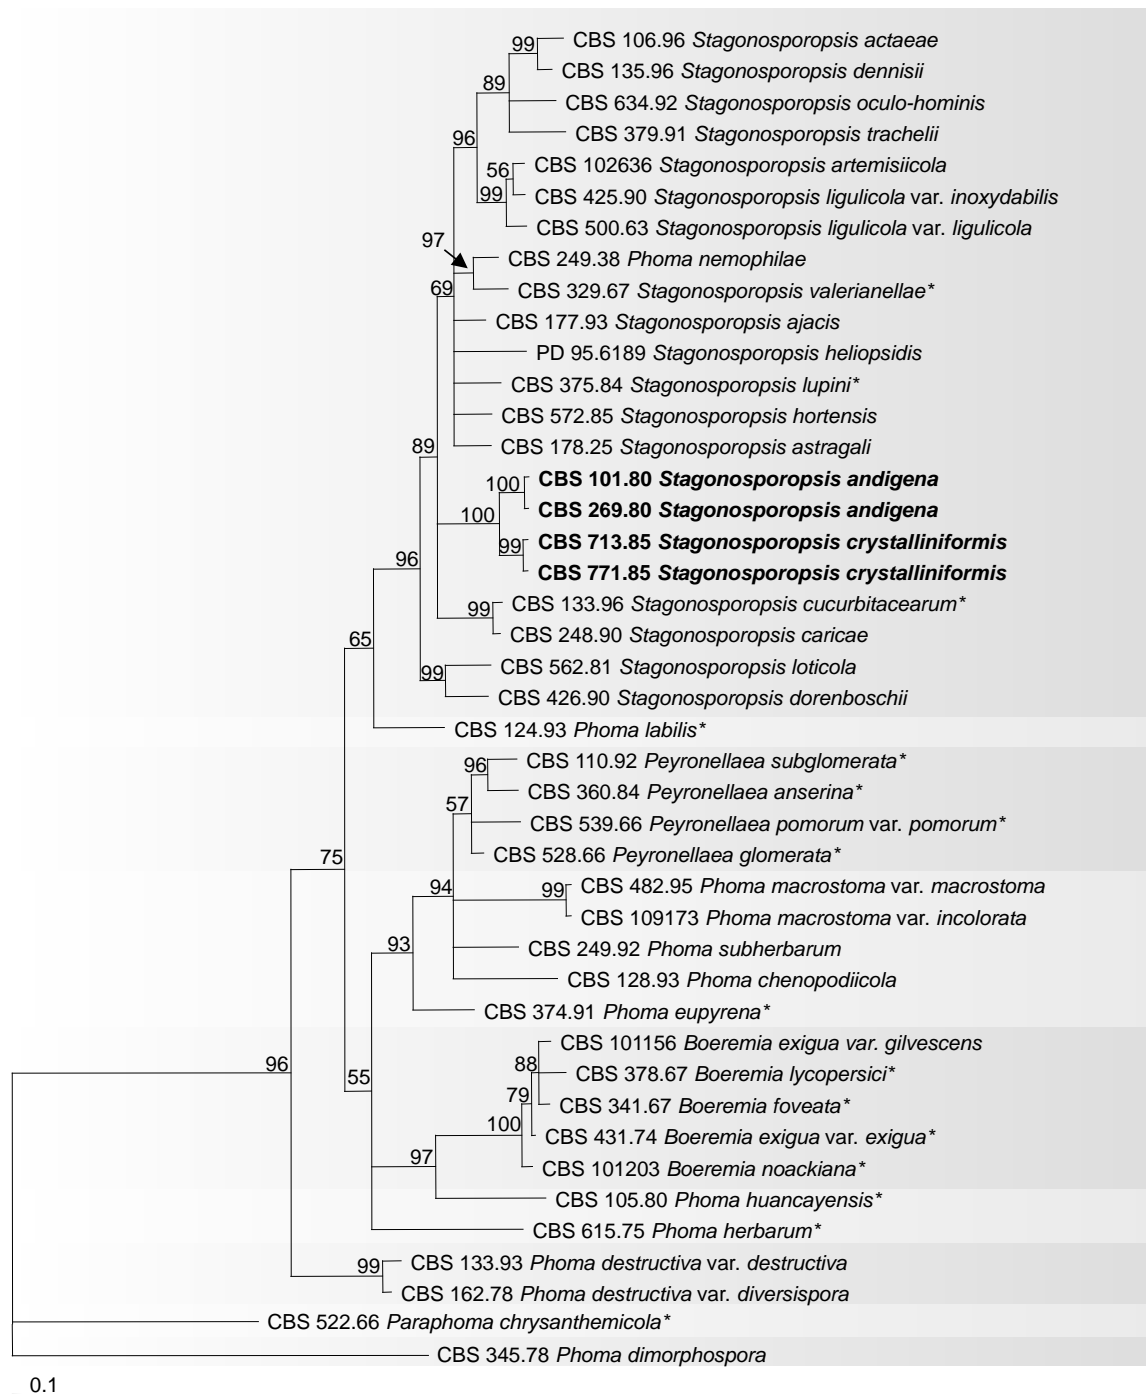 99
CBS 106.96 Stagonosporopsis actaeae
CBS 135.96 Stagonosporopsis dennisii
89
CBS 634.92 Stagonosporopsis oculo-hominis
CBS 379.91 Stagonosporopsis trachelii
96
CBS 102636 Stagonosporopsis artemisiicola
56
CBS 425.90 Stagonosporopsis ligulicola var. inoxydabilis
99
CBS 500.63 Stagonosporopsis ligulicola var. ligulicola
97
CBS 249.38 Phoma nemophilae
69
CBS 329.67 Stagonosporopsis valerianellae*
CBS 177.93 Stagonosporopsis ajacis
PD 95.6189 Stagonosporopsis heliopsidis
CBS 375.84 Stagonosporopsis lupini*
CBS 572.85 Stagonosporopsis hortensis
89
CBS 178.25 Stagonosporopsis astragali
100
CBS 101.80 Stagonosporopsis andigena
100
CBS 269.80 Stagonosporopsis andigena
99
CBS 713.85 Stagonosporopsis crystalliniformis
96
CBS 771.85 Stagonosporopsis crystalliniformis
99
CBS 133.96 Stagonosporopsis cucurbitacearum*
65
CBS 248.90 Stagonosporopsis caricae
99
CBS 562.81 Stagonosporopsis loticola
CBS 426.90 Stagonosporopsis dorenboschii
CBS 124.93 Phoma labilis*
96
CBS 110.92 Peyronellaea subglomerata*
CBS 360.84 Peyronellaea anserina*
57
CBS 539.66 Peyronellaea pomorum var. pomorum*
75
CBS 528.66 Peyronellaea glomerata*
94
99
CBS 482.95 Phoma macrostoma var. macrostoma
CBS 109173 Phoma macrostoma var. incolorata
93
CBS 249.92 Phoma subherbarum
CBS 128.93 Phoma chenopodiicola
CBS 374.91 Phoma eupyrena*
CBS 101156 Boeremia exigua var. gilvescens
96
55
88
CBS 378.67 Boeremia lycopersici*
79
CBS 341.67 Boeremia foveata*
100
CBS 431.74 Boeremia exigua var. exigua*
97
CBS 101203 Boeremia noackiana*
CBS 105.80 Phoma huancayensis*
CBS 615.75 Phoma herbarum*
99
CBS 133.93 Phoma destructiva var. destructiva
CBS 162.78 Phoma destructiva var. diversispora
CBS 522.66 Paraphoma chrysanthemicola*
CBS 345.78 Phoma dimorphospora
0.1